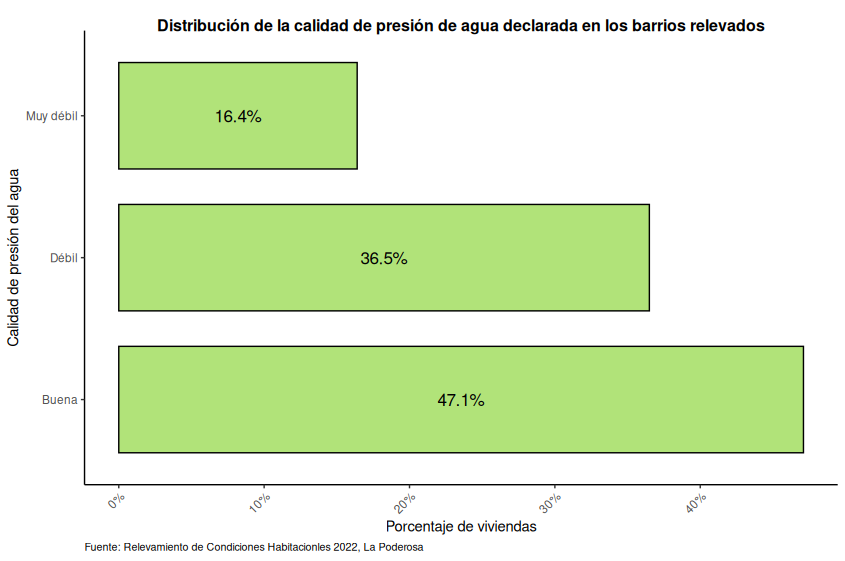 Distribución de la calidad de presión de agua declarada en los barrios relevados
Calidad de presión del agua
Muy débil
16.4%
Débil
36.5%
Buena
47.1%
0%
10%
20%
30%
40%
Porcentaje de viviendas
Fuente: Relevamiento de Condiciones Habitacionles 2022, La Poderosa